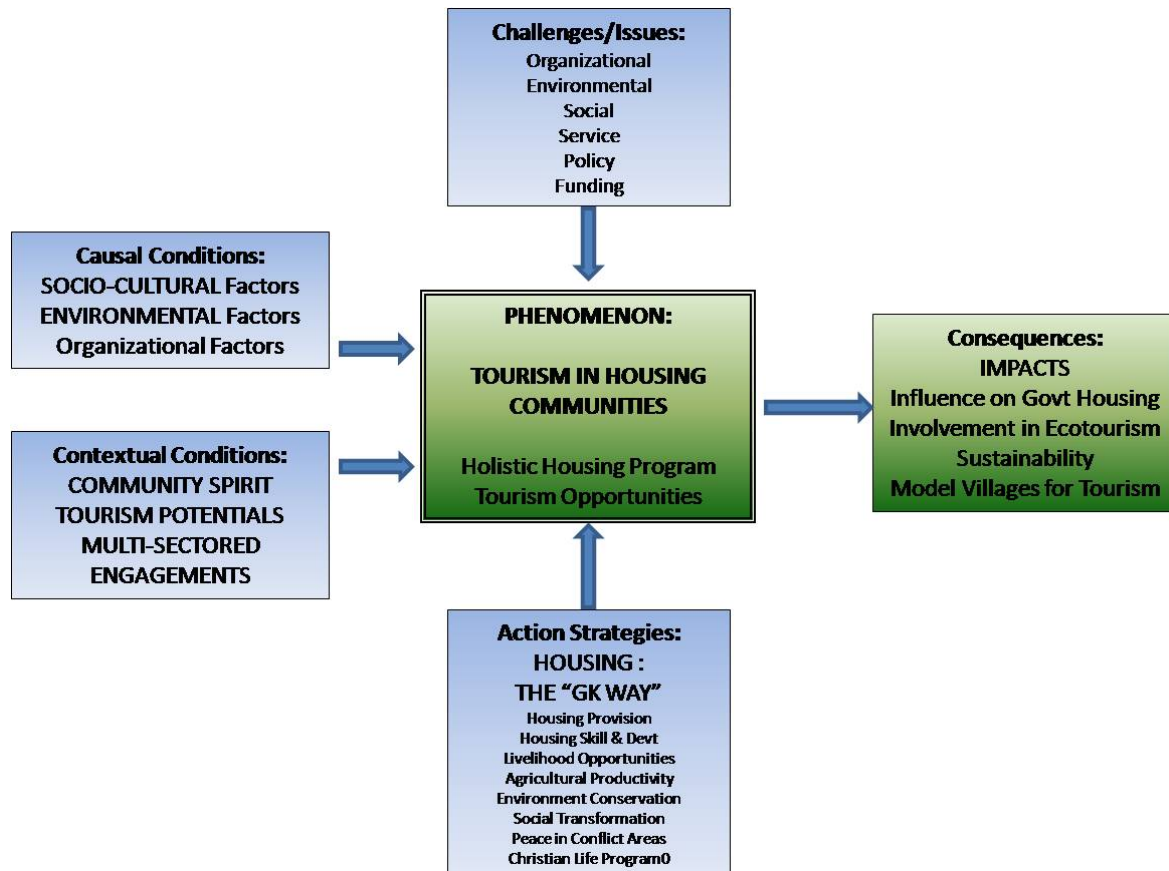 Challenges/Issues:
Organizational
Environmental
Social
Service
Policy
Funding
Causal Conditions:
SOCIO-CULTURAL Factors
ENVIRONMENTAL Factors
Organizational Factors
PHENOMENON:
TOURISM IN HOUSING
COMMUNITIES
Holistic Housing Program
Tourism Opportunities
Consequences:
IMPACTS
Influence on Govt Housing
Involvement in Ecotourism
Sustainability
Model Villages for Tourism
Contextual Conditions:
COMMUNITY SPIRIT
TOURISM POTENTIALS
MULTI-SECTORED
ENGAGEMENTS
Action Strategies:
HOUSING :
THE “GK WAY”
Housing Provision
Housing Skill & Devt
Livelihood Opportunities
Agricultural Productivity
Environment Conservation
Social Transformation
Peace in Conflict Areas
Christian Life Program0